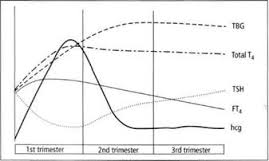 TBG
Total T₄
TSH
FT₄
hcg
1st trimester
2nd trimester
3rd trimester